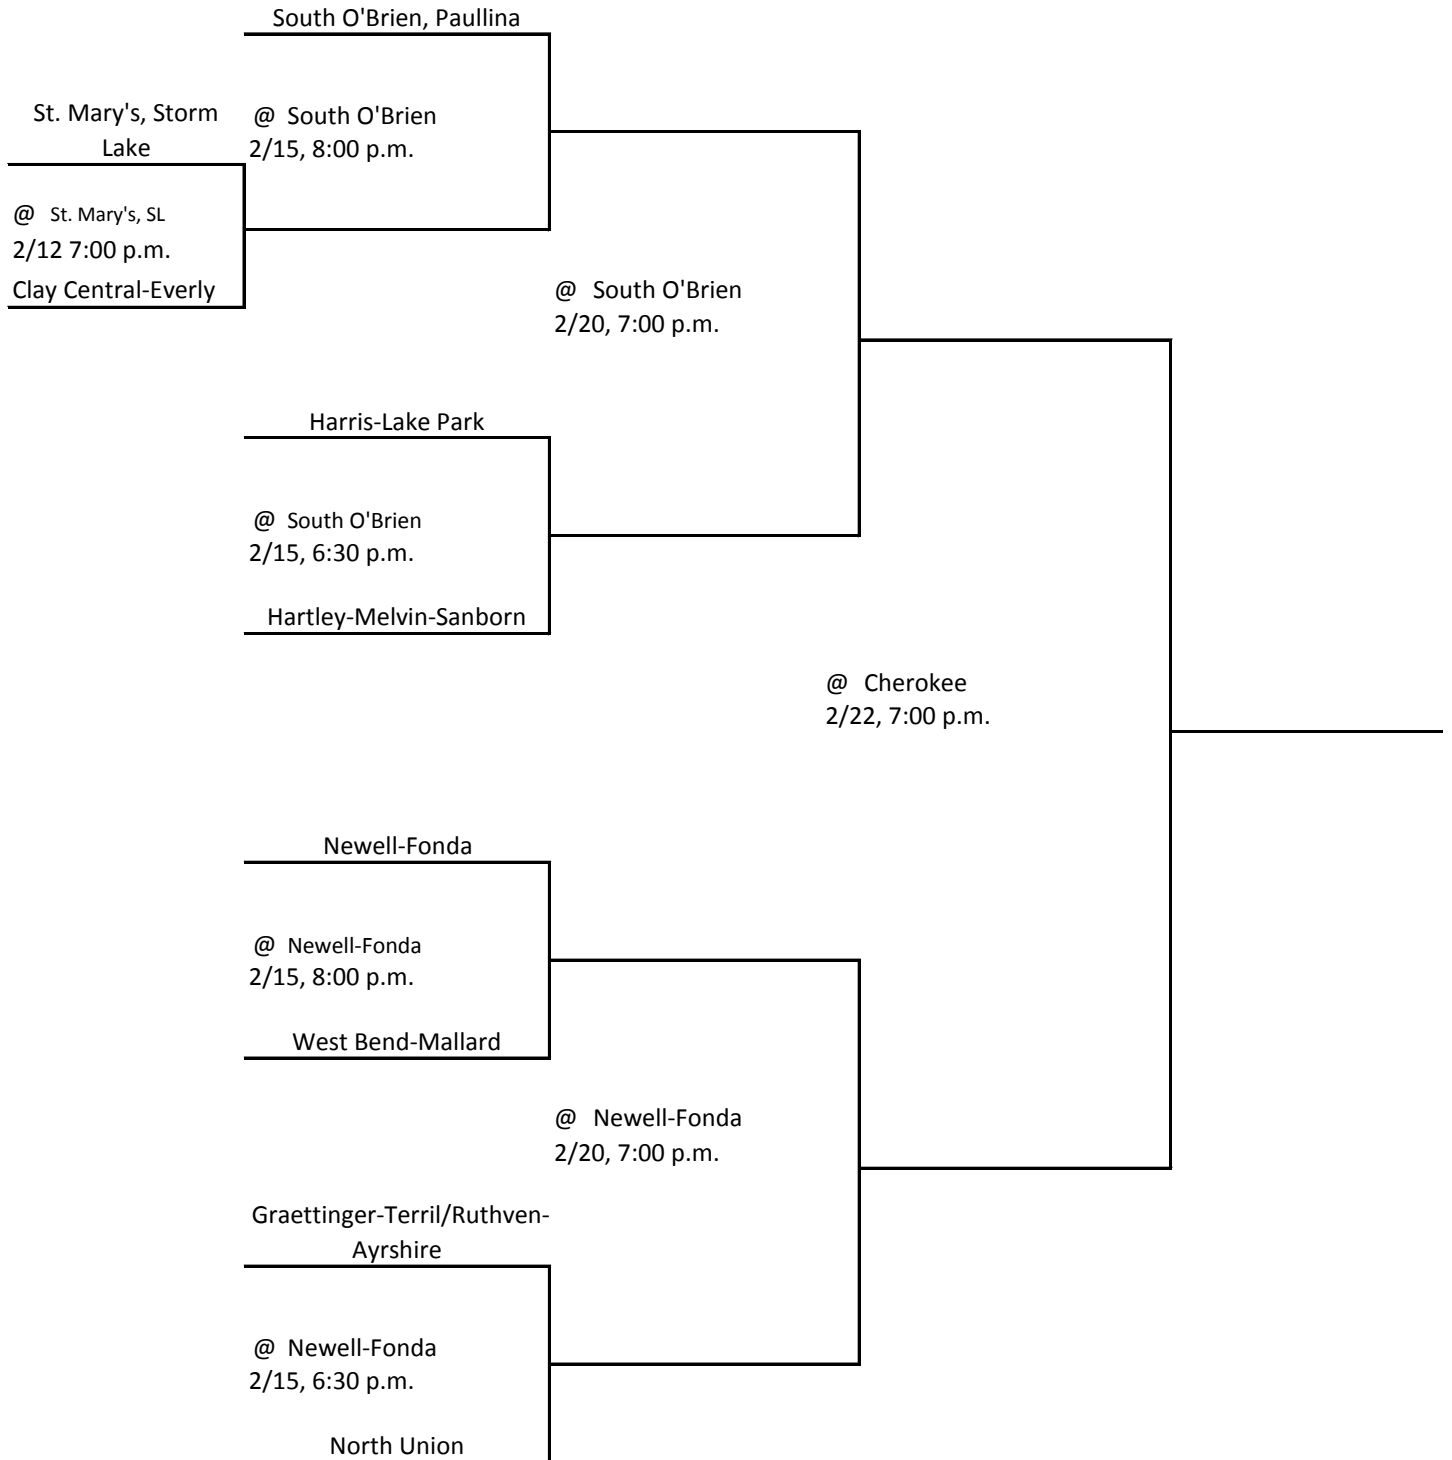 South O'Brien, Paullina
St. Mary's, Storm
Lake
@ South O'Brien
2/15, 8:00 p.m.
@ St. Mary's, SL
2/12 7:00 p.m.
Clay Central-Everly
@ South O'Brien
2/20, 7:00 p.m.
Harris-Lake Park
@ South O'Brien
2/15, 6:30 p.m.
Hartley-Melvin-Sanborn
@ Cherokee
2/22, 7:00 p.m.
Newell-Fonda
@ Newell-Fonda
2/15, 8:00 p.m.
West Bend-Mallard
@ Newell-Fonda
2/20, 7:00 p.m.
Graettinger-Terril/Ruthven-
Ayrshire
@ Newell-Fonda
2/15, 6:30 p.m.
North Union